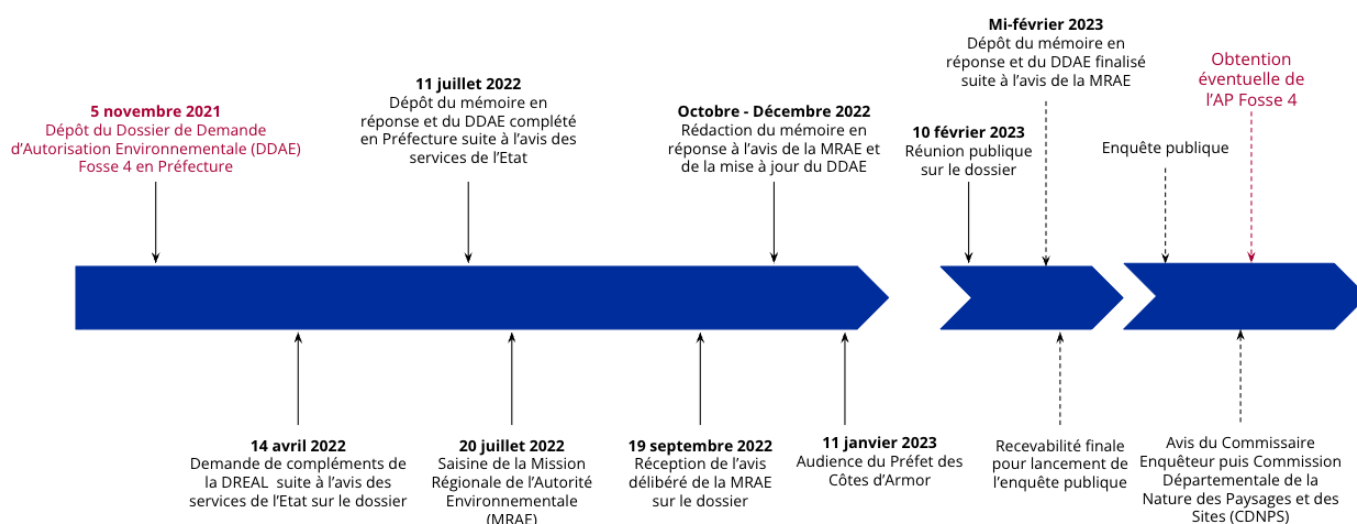 5 novembre 2021
Dépôt du Dossier de Demande
d'Autorisation Environnementale (DDAE)
Fosse 4 en Préfecture
11 juillet 2022
Dépôt du mémoire en
réponse et du DDAE complété
en Préfecture suite à l'avis des
services de l'Etat
Octobre - Décembre 2022
Rédaction du mémoire en
réponse à l'avis de la MRAE et
de la mise à jour du DDAE
10 février 2023
Réunion publique
sur le dossier
Mi-février 2023
Dépôt du mémoire en
réponse et du DDAE finalisé
suite à l'avis de la MRAE
Enquête publique
Obtention
éventuelle de
l'AP Fosse 4
14 avril 2022
Demande de compléments de
la DREAL suite à l'avis des
services de l'Etat sur le dossier
20 juillet 2022
Saisine de la Mission
Régionale de l'Autorité
Environnementale
(MRAE)
19 septembre 2022
Réception de l'avis
délibéré de la MRAE
sur le dossier
11 janvier 2023
Audience du Préfet des
Côtes d'Armor
Recevabilité finale
pour lancement de
l'enquête publique
Avis du Commissaire
Enquêteur puis Commission
Départementale de la
Nature des Paysages et des
Sites (CDNPS)